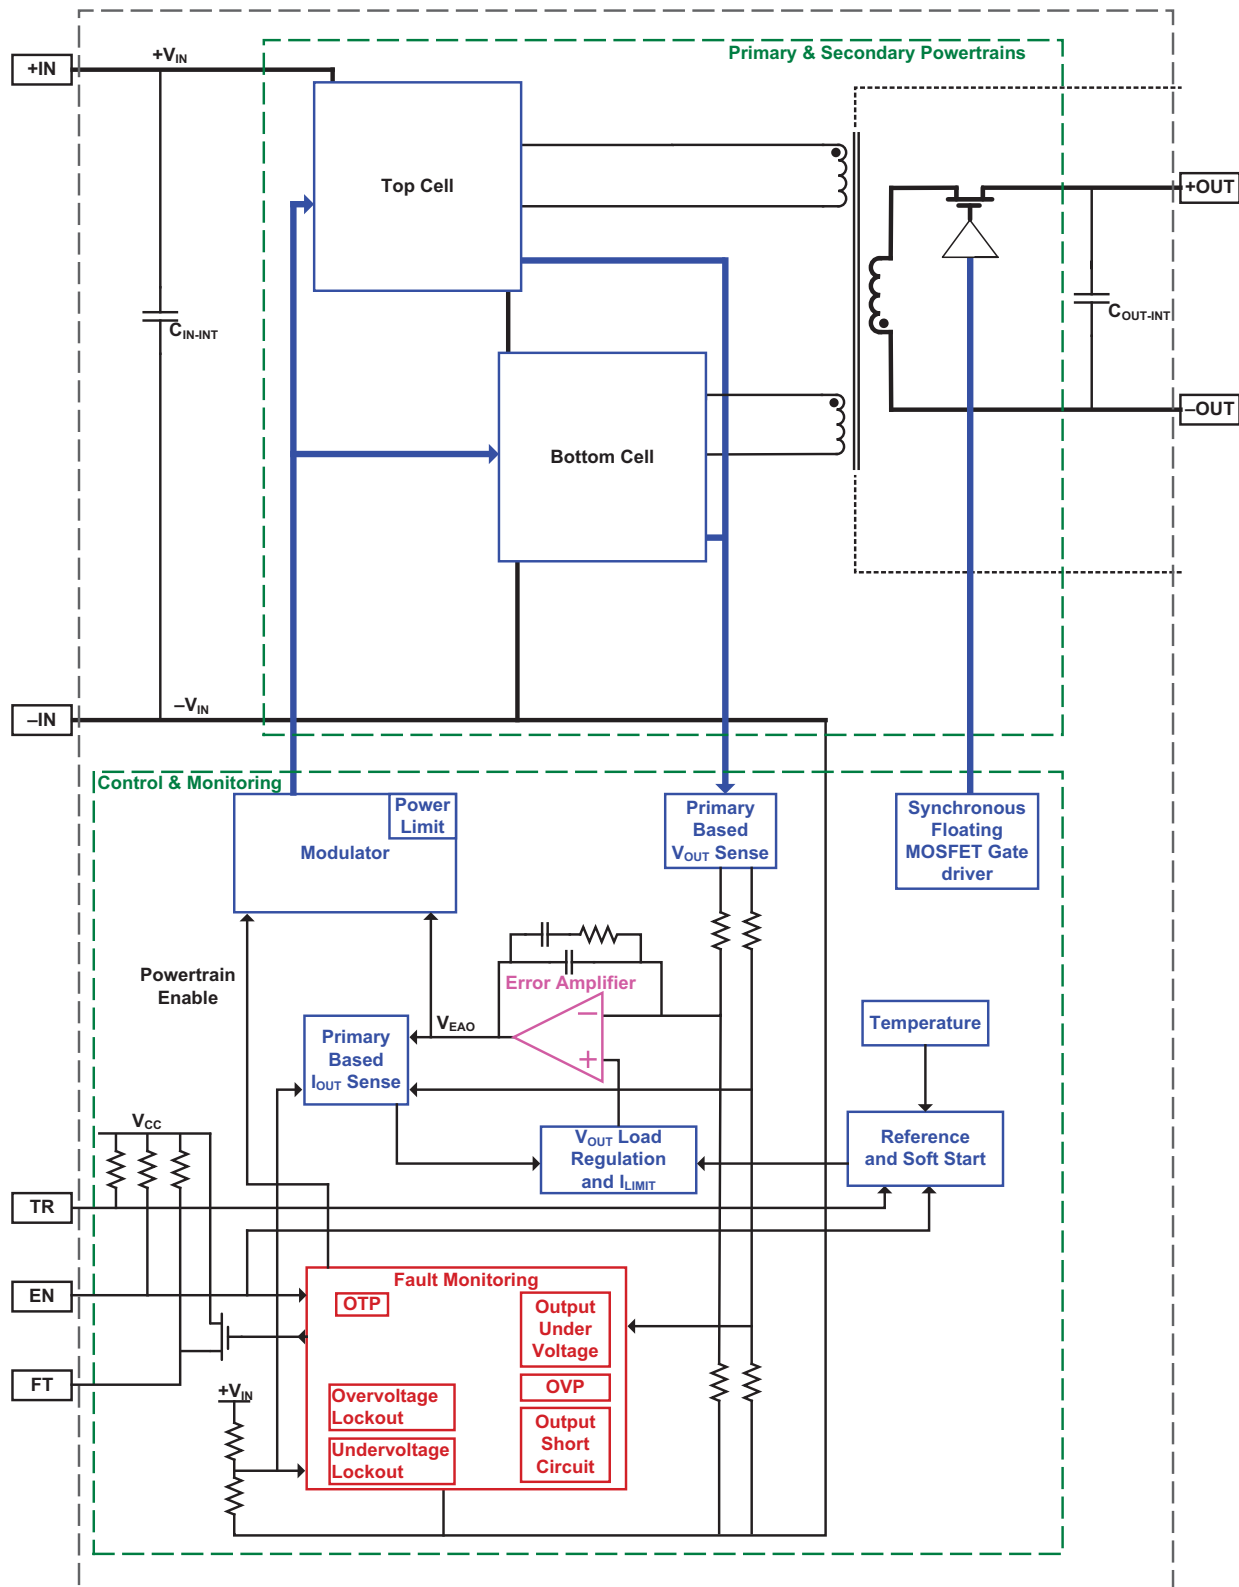 Primary & Secondary Powertrains
+IN
+VIN
Top Cell
+OUT
CIN-INT
COUT-INT
–OUT
Bottom Cell
–IN
–VIN
Control & Monitoring
Power
Limit
Modulator
Primary
Based
VOUT Sense
Synchronous
Floating
MOSFET Gate
driver
Powertrain
Enable
Error Amplifier
VEAO
Primary
Based
IOUT Sense
Temperature
VCC
VOUT Load
Regulation
and ILIMIT
Reference
and Soft Start
TR
EN
FT
Fault Monitoring
OTP
Output
Under
Voltage
+VIN
Overvoltage
Lockout
OVP
Undervoltage
Lockout
Output
Short
Circuit